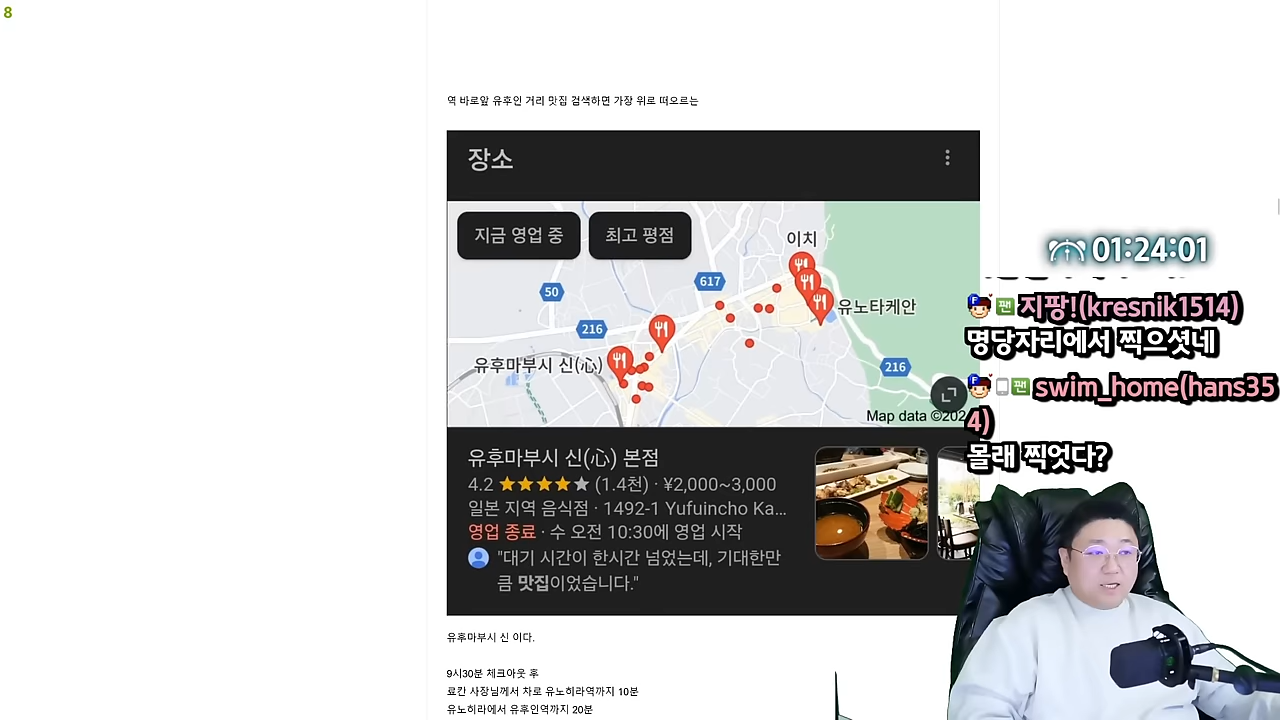 8
역 바로앞 유후인 거리 맛집 검색하면 가장 위로 떠오르는
장소
지금 영업 중
최고 평점
이치
617
50
216
유노타케안
유후마부시 신(心)
216
Map data ©202
유후마부시 신(心) 본점
4.2 ★★★★★ (1.4천) · ¥2,000~3,000
일본 지역 음식점 · 1492-1 Yufuincho Ka...
영업 종료 · 수 오전 10:30에 영업 시작
"대기 시간이 한시간 넘었는데, 기대한만
큼 맛집이었습니다."
유후마부시 신 이다.
9시30분 체크아웃 후
료칸 사장님께서 차로 유노히라역까지 10분
유노히라에서 유후인역까지 20분
01:24:01
F 팬 지팡!(kresnik1514)
명당자리에서 찍으셧네
F 팬 swim_home(hans35
4)
몰래 찍엇다?